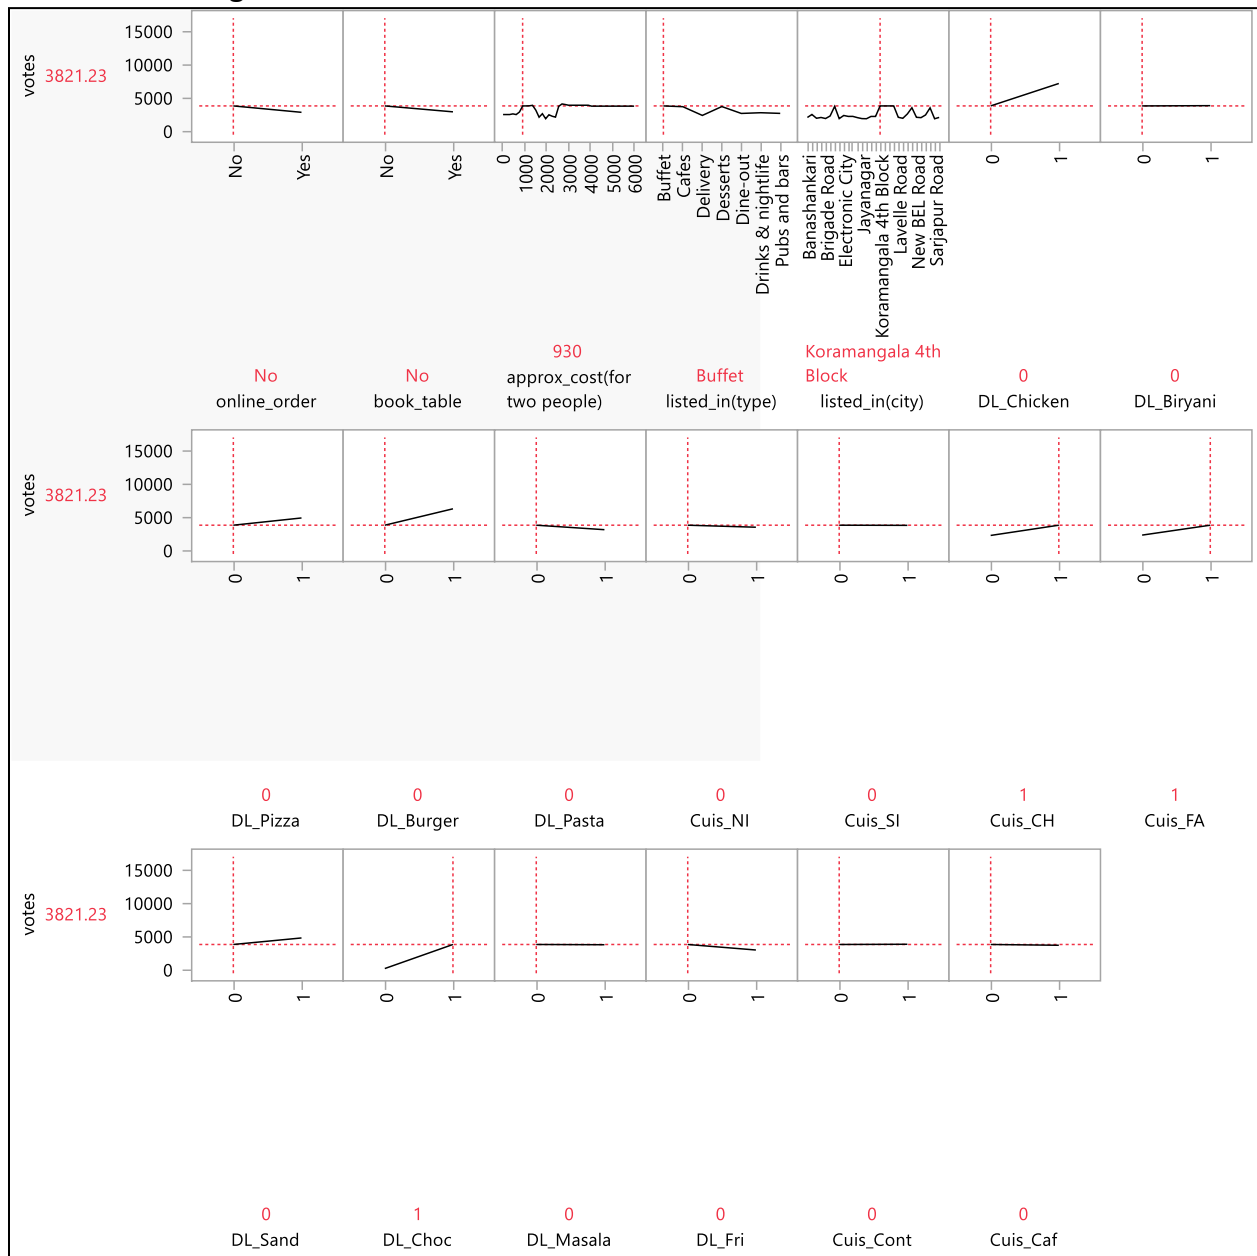 15000
10000
5000
0
votes
3821.23
No
Yes
No
Yes
0
1000
2000
3000
4000
5000
6000
Buffet
Cafes
Delivery
Desserts
Dine-out
Drinks & nightlife
Pubs and bars
Banashankari
Brigade Road
Electronic City
Jayanagar
Koramangala 4th Block
Lavelle Road
New BEL Road
Sarjapur Road
0
1
0
1
No
online_order
No
book_table
930
approx_cost(for
two people)
Buffet
listed_in(type)
Koramangala 4th
Block
listed_in(city)
0
DL_Chicken
0
DL_Biryani
15000
10000
5000
0
votes
3821.23
0
1
0
1
0
1
0
1
0
1
0
1
0
1
0
DL_Pizza
0
DL_Burger
0
DL_Pasta
0
Cuis_NI
0
Cuis_SI
1
Cuis_CH
1
Cuis_FA
15000
10000
5000
0
votes
3821.23
0
1
0
1
0
1
0
1
0
1
0
1
0
DL_Sand
1
DL_Choc
0
DL_Masala
0
DL_Fri
0
Cuis_Cont
0
Cuis_Caf